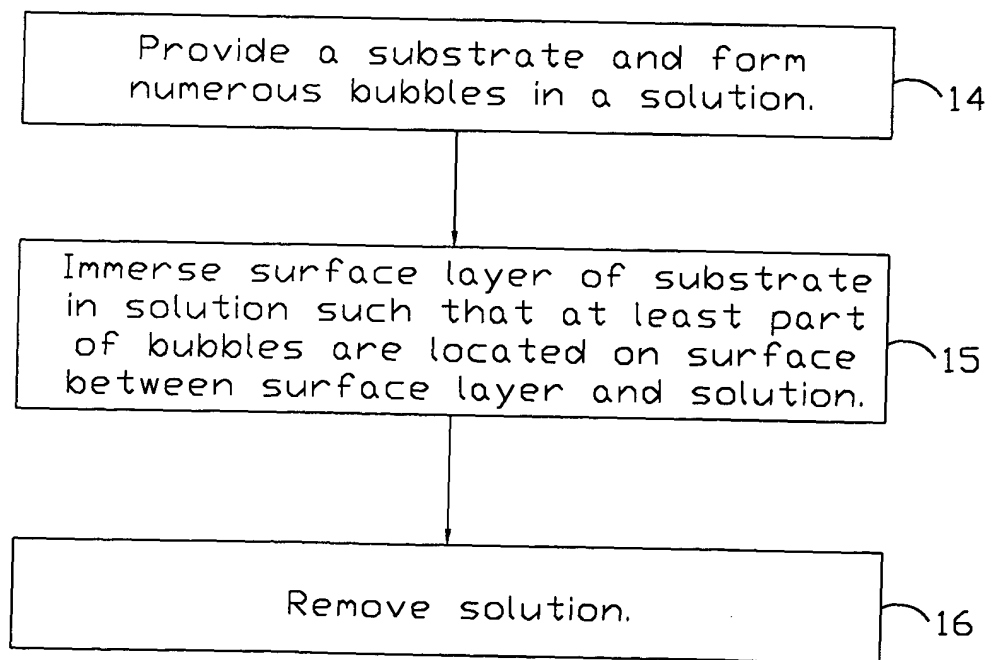 Provide a substrate and form
numerous bubbles in a solution.
14
Immerse surface layer of substrate
in solution such that at least part
of bubbles are located on surface
between surface layer and solution.
15
Remove solution.
16